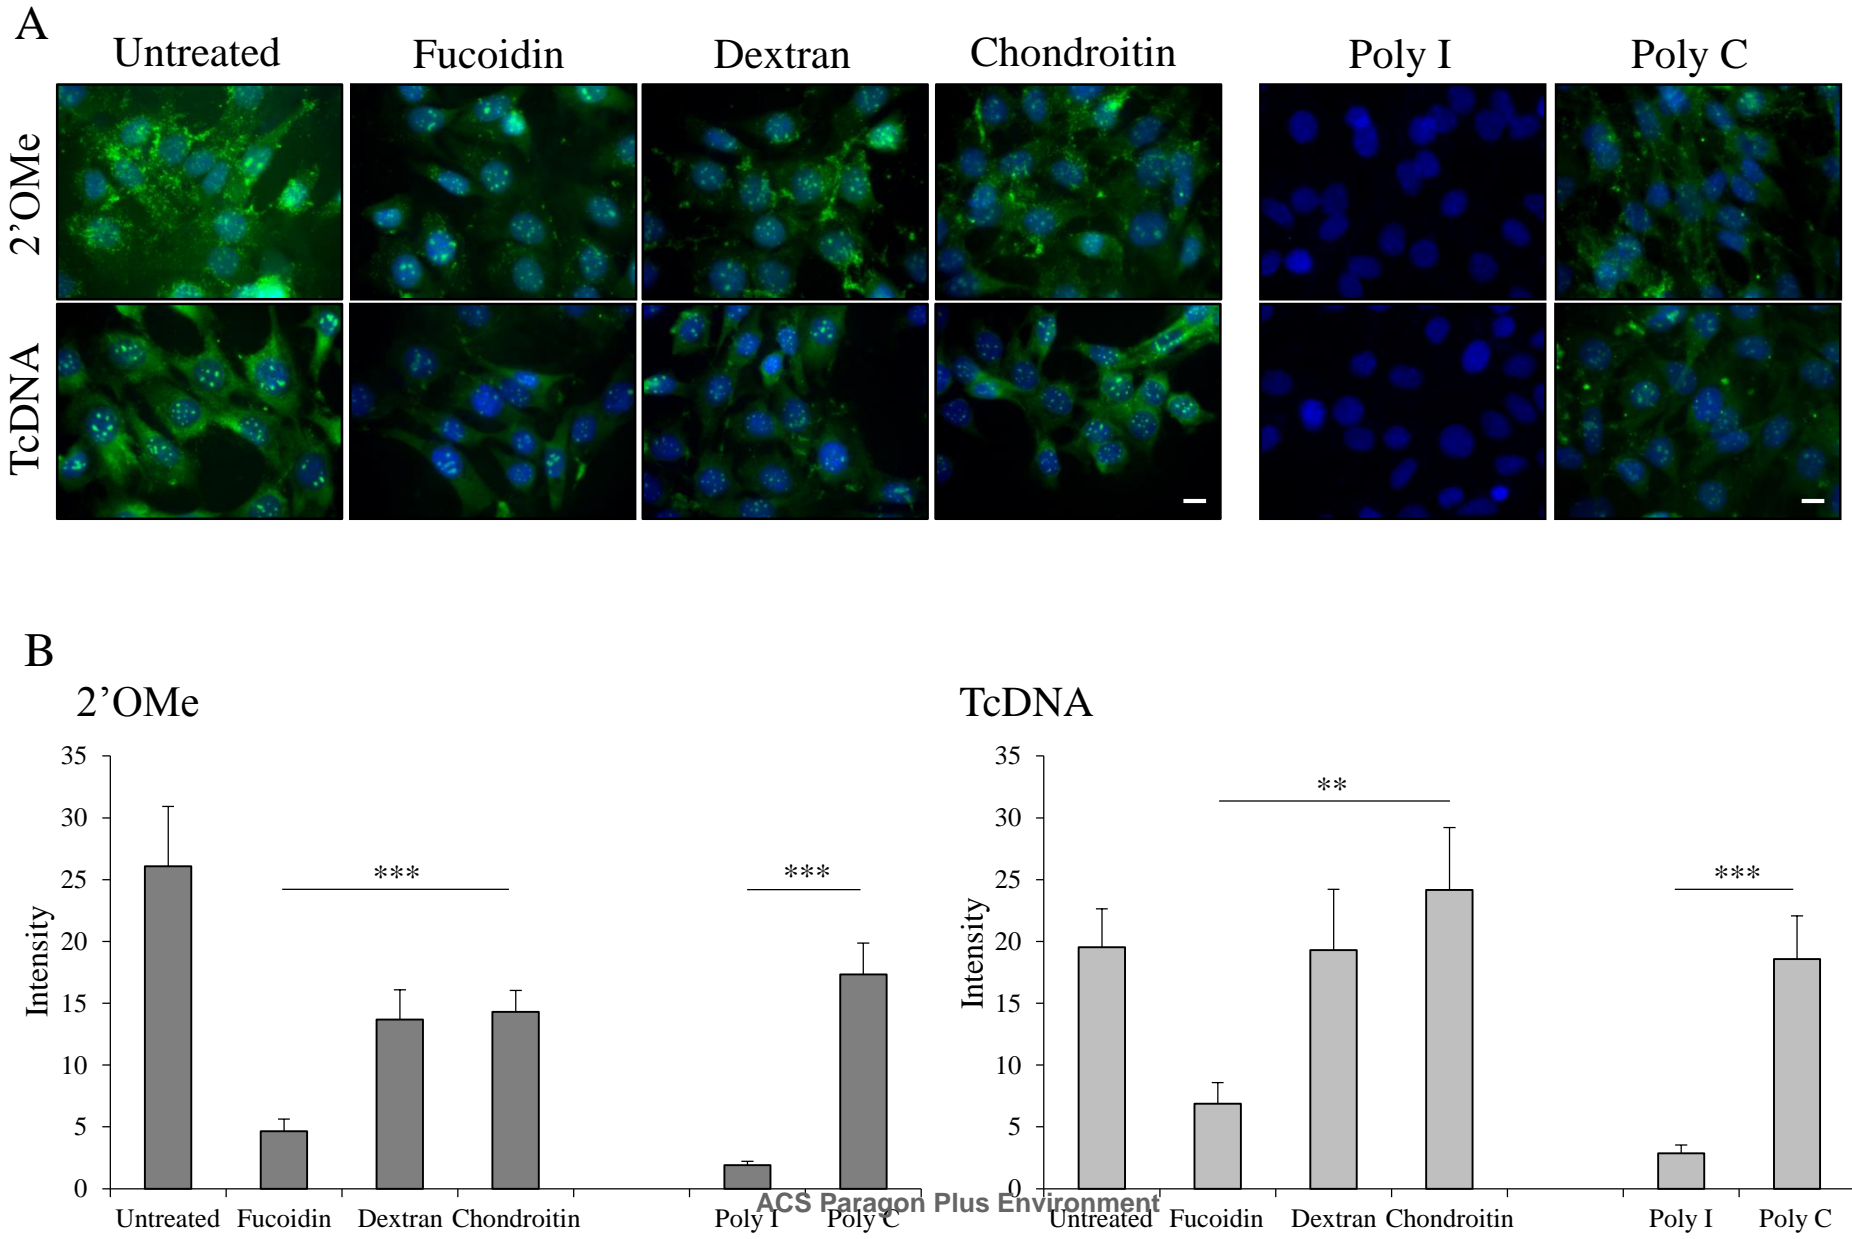 A
Untreated Fucoidin Dextran Chondroitin Poly I Poly C
2’OMe
TcDNA
B
2’OMe
35
30
25
20
15
10
5
0
Intensity
***
***
Untreated Fucoidin Dextran Chondroitin Poly I Poly C
TcDNA
35
30
25
20
15
10
5
0
Intensity
**
***
Untreated Fucoidin Dextran Chondroitin Poly I Poly C
ACS Paragon Plus Environment